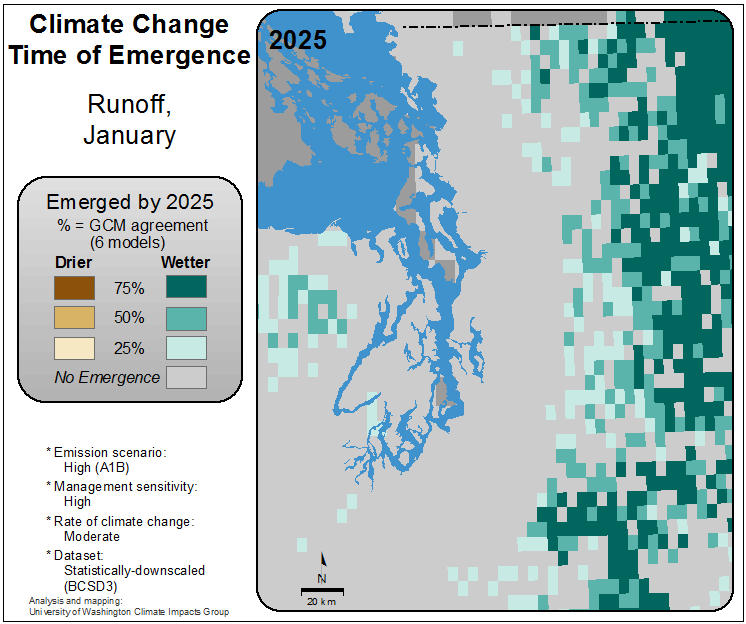 Climate Change
Time of Emergence
Runoff,
January
Emerged by 2025
% = GCM agreement
(6 models)
Drier Wetter
75%
50%
25%
No Emergence
* Emission scenario:
High (A1B)
* Management sensitivity:
High
* Rate of climate change:
Moderate
* Dataset:
Statistically-downscaled
(BCSD3)
Analysis and mapping:
University of Washington Climate Impacts Group
2025
N
20 km